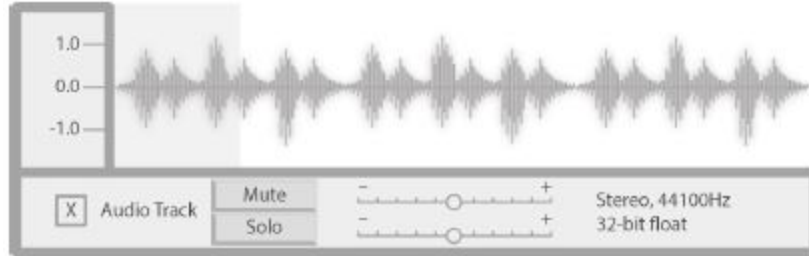 1.0
0.0
-1.0
X Audio Track
Mute
Solo
- +
- +
Stereo, 44100Hz
32-bit float